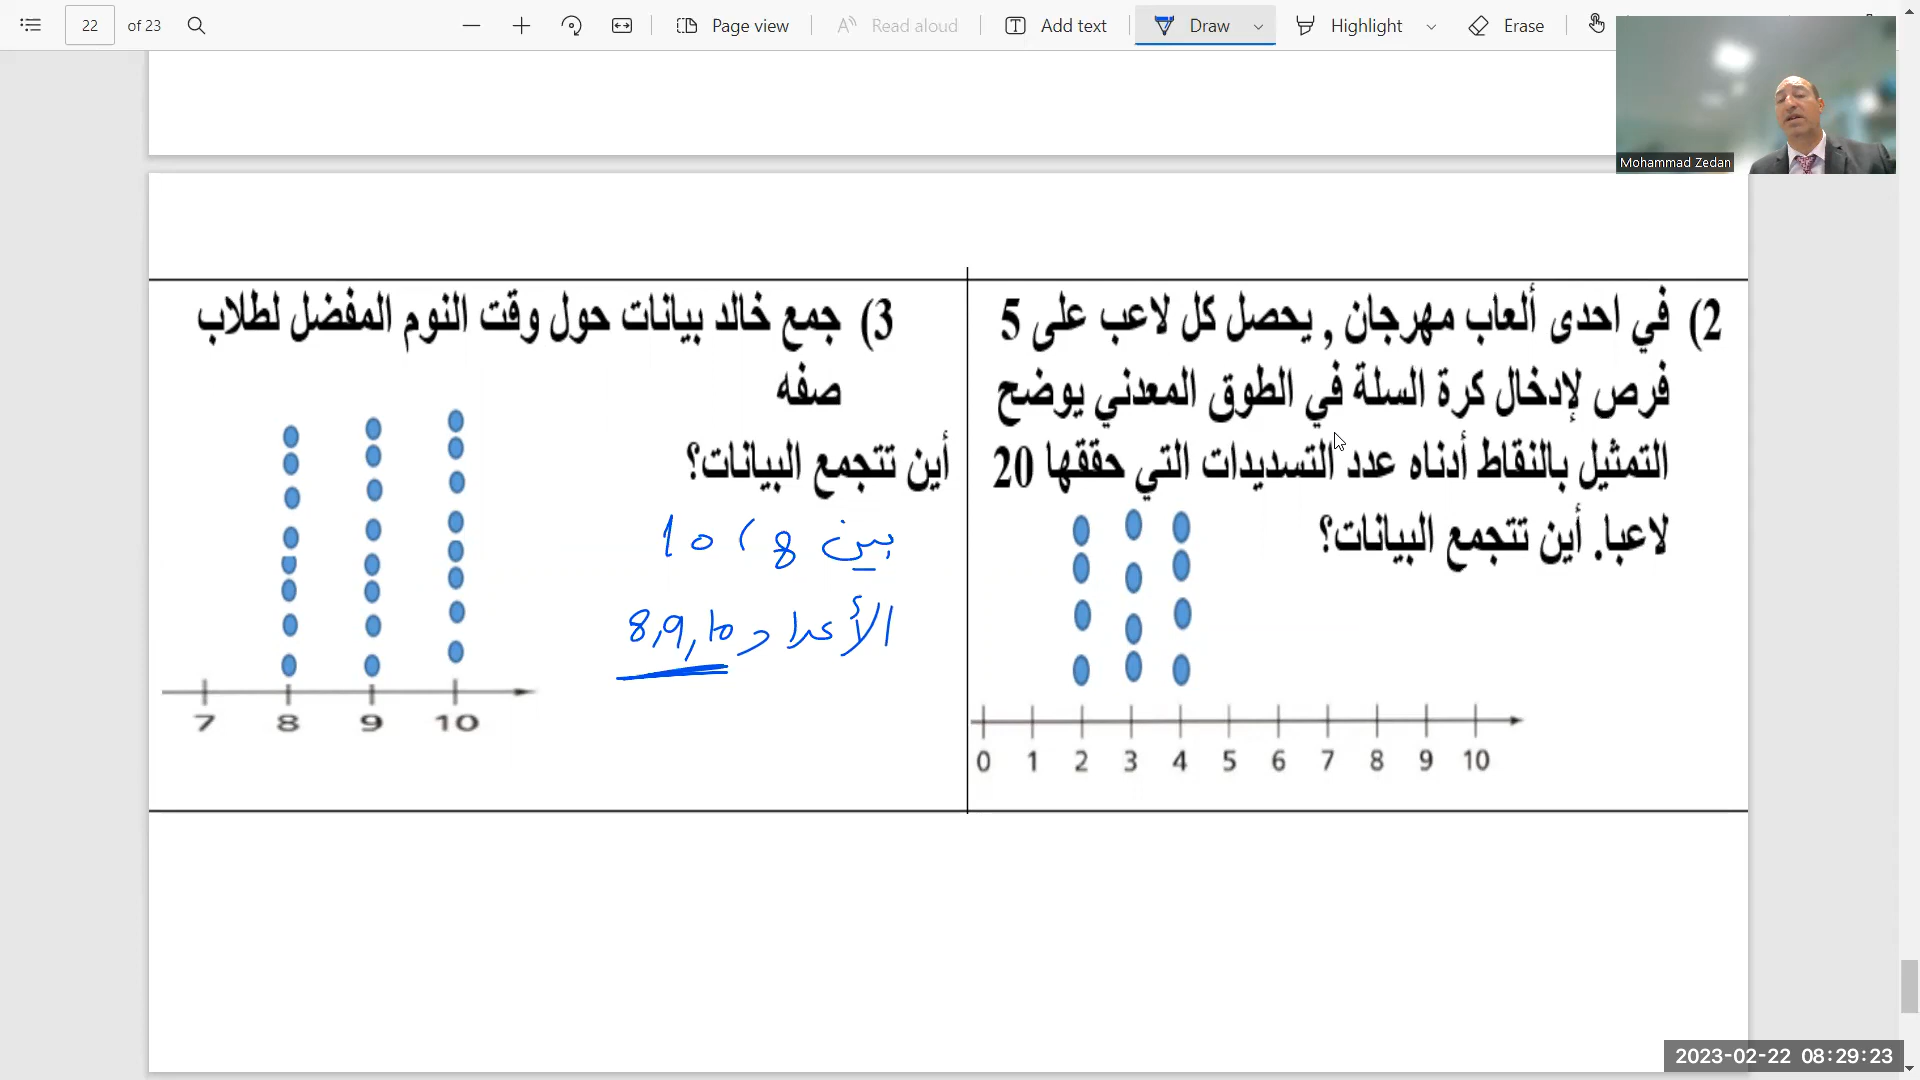 22 of 23 Page view Read aloud Add text Draw Highlight Erase
Mohammad Zedan
2) في احدى ألعاب مهرجان , يحصل كل لاعب على 5
فرص لإدخال كرة السلة في الطوق المعدني يوضح
التمثيل بالنقاط أدناه عدد التسديدات التي حققها 20
لاعبا. أين تتجمع البيانات؟
0 1 2 3 4 5 6 7 8 9 10
3) جمع خالد بيانات حول وقت النوم المفضل لطلاب
صفه
أين تتجمع البيانات؟
بين 8 ، 10
الأعداد 8,9,10
7 8 9 10
2023-02-22 08:29:23